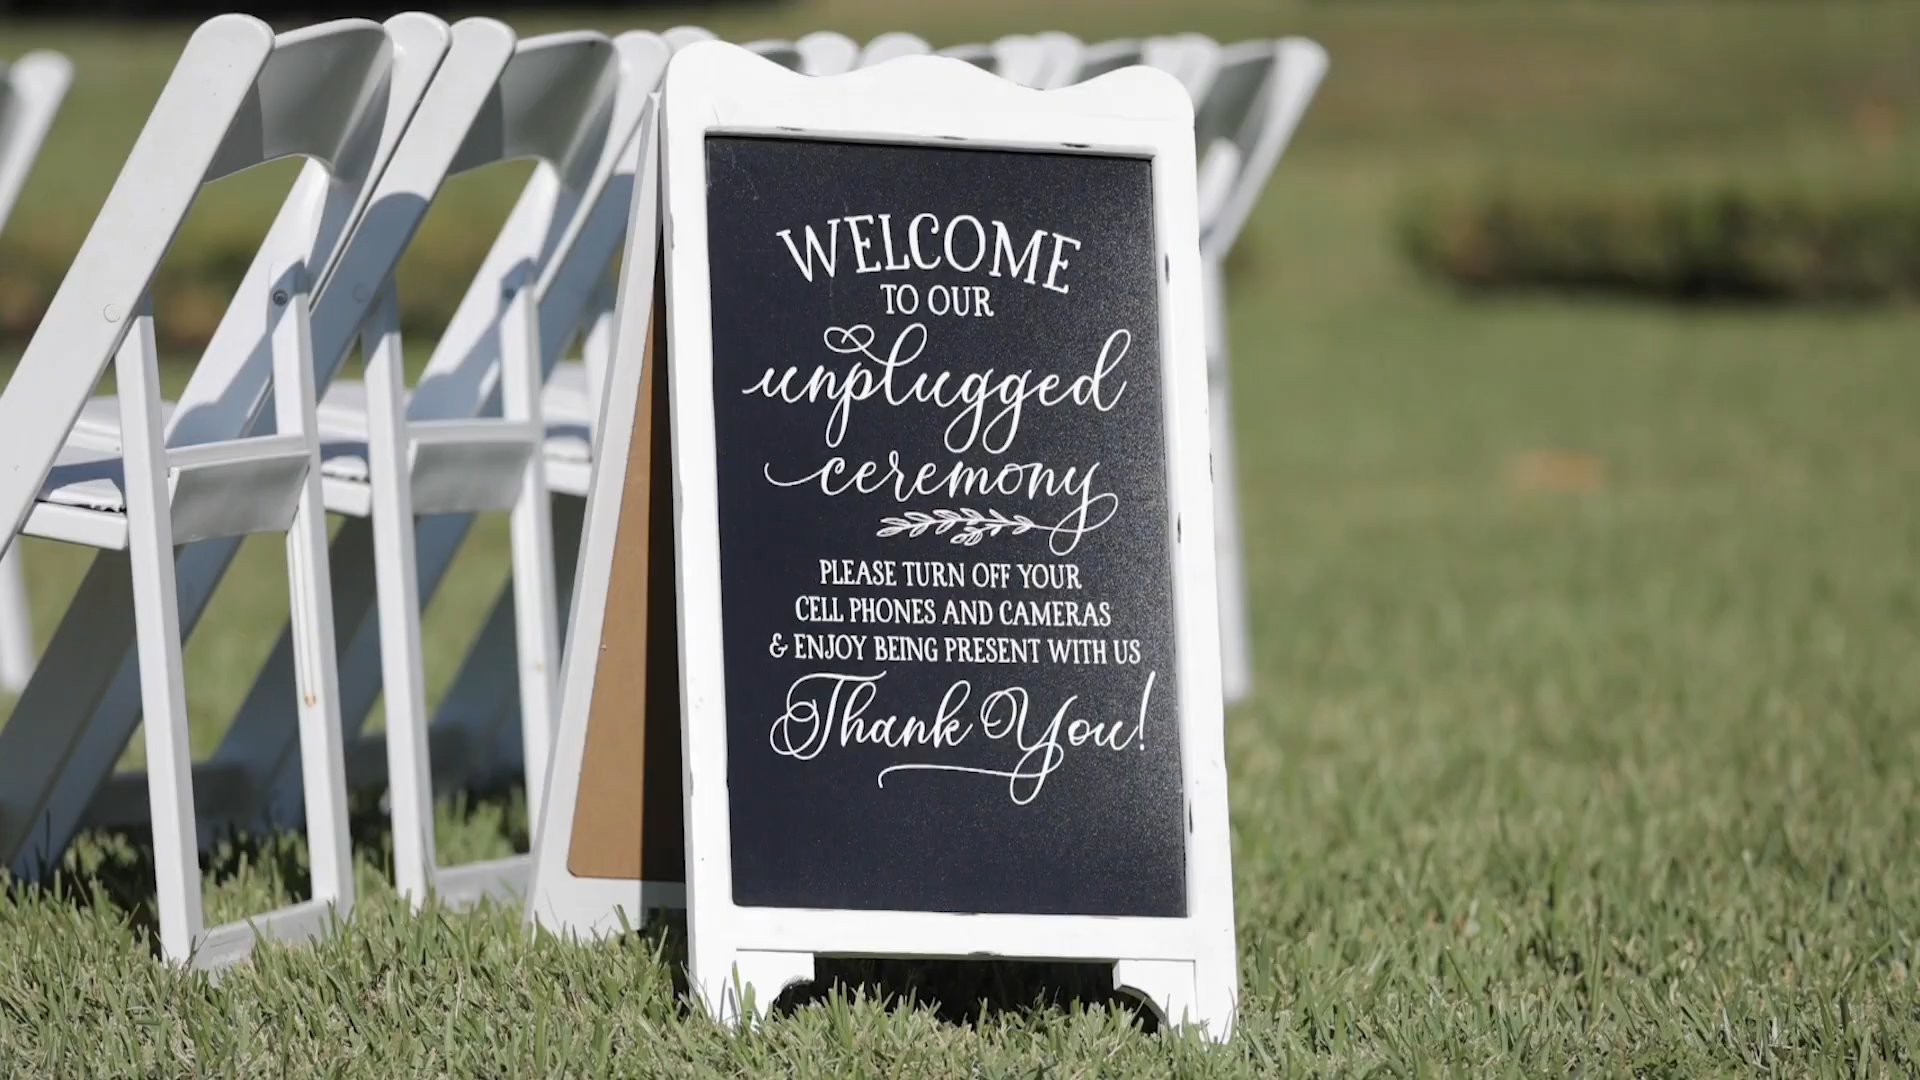 WELCOME
TO OUR
unplugged
ceremony
PLEASE TURN OFF YOUR
CELL PHONES AND CAMERAS
& ENJOY BEING PRESENT WITH US
Thank You!